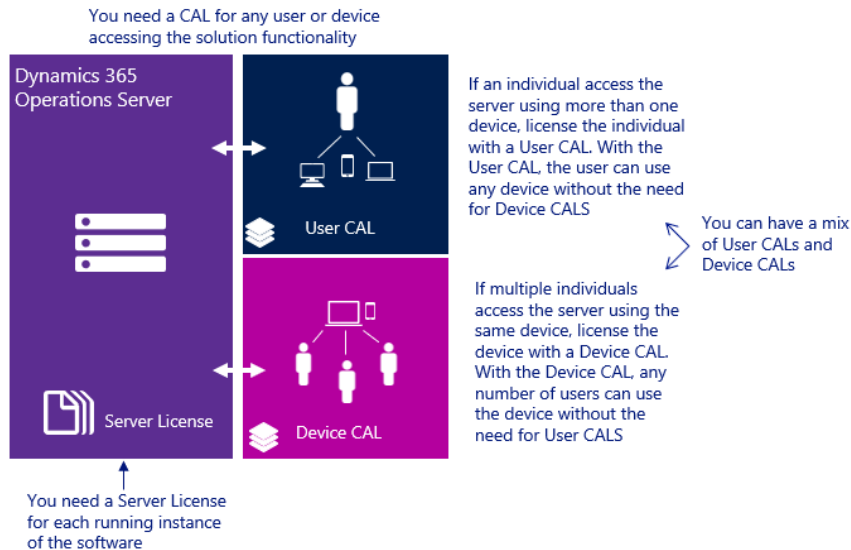 You need a CAL for any user or device
accessing the solution functionality
Dynamics 365
Operations Server
Server License
User CAL
Device CAL
If an individual access the
server using more than one
device, license the individual
with a User CAL. With the
User CAL, the user can use
any device without the need
for Device CALS
You can have a mix
of User CALs and
Device CALs
If multiple individuals
access the server using the
same device, license the
device with a Device CAL.
With the Device CAL, any
number of users can use
the device without the
need for User CALS
You need a Server License
for each running instance
of the software